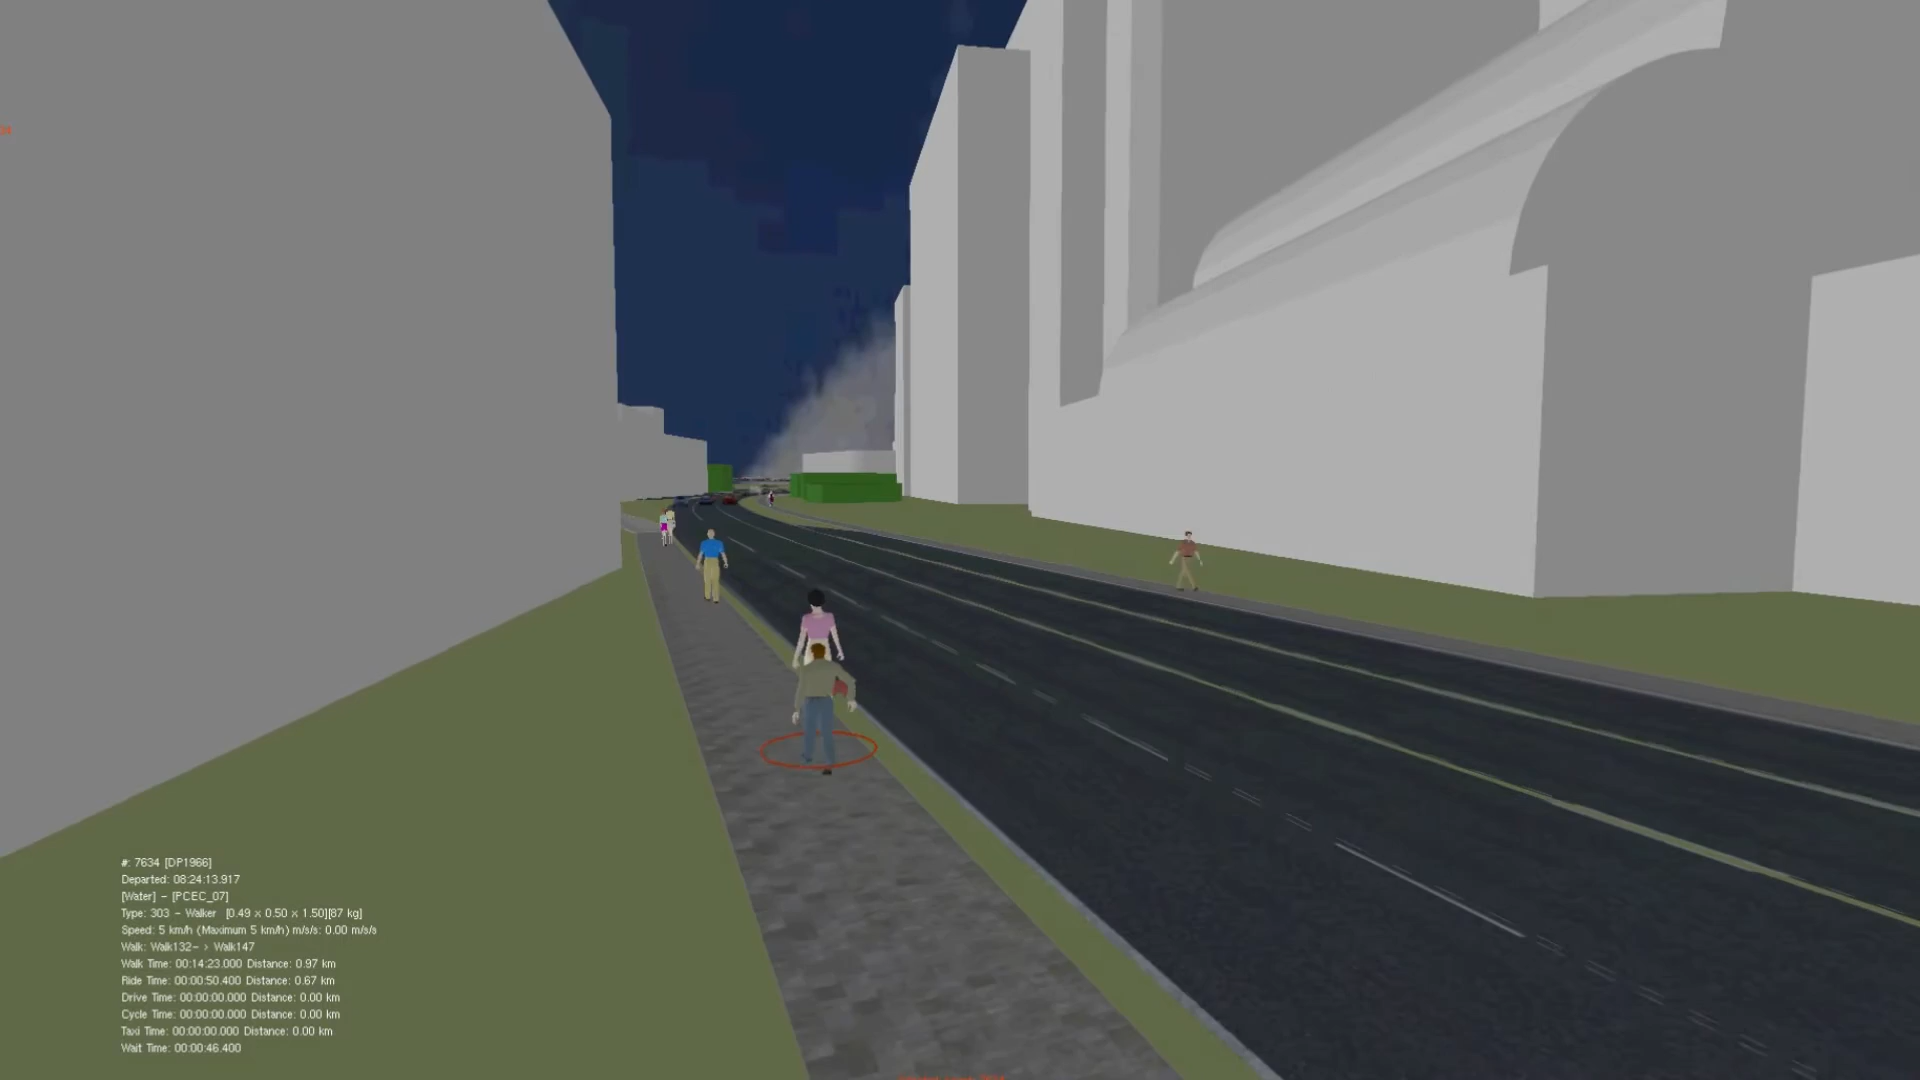 #: 7634 [DP1966]
Departed: 08:24:13.917
[Water] - [PCEC_07]
Type: 303 - Walker [0.49 x 0.50 x 1.50][87 kg]
Speed: 5 km/h (Maximum 5 km/h) m/s/s: 0.00 m/s/s
Walk: Walk132- > Walk147
Walk Time: 00:14:23.000 Distance: 0.97 km
Ride Time: 00:00:50.400 Distance: 0.67 km
Drive Time: 00:00:00.000 Distance: 0.00 km
Cycle Time: 00:00:00.000 Distance: 0.00 km
Taxi Time: 00:00:00.000 Distance: 0.00 km
Wait Time: 00:00:46.400